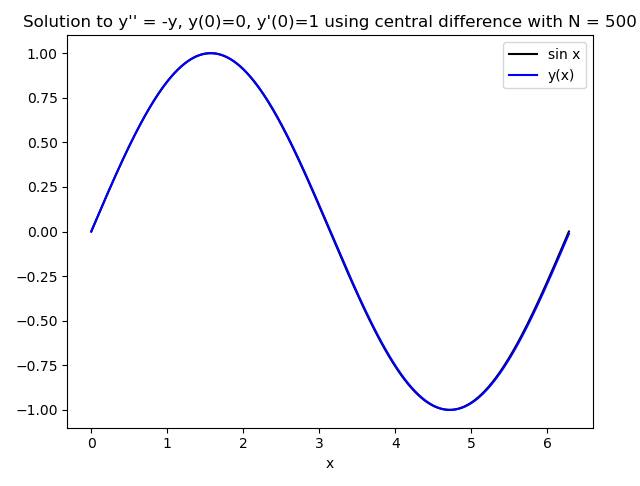 Solution to y'' = -y, y(0)=0, y'(0)=1 using central difference with N = 500
sin x
y(x)
1.00
0.75
0.50
0.25
0.00
−0.25
−0.50
−0.75
−1.00
0 1 2 3 4 5 6
x